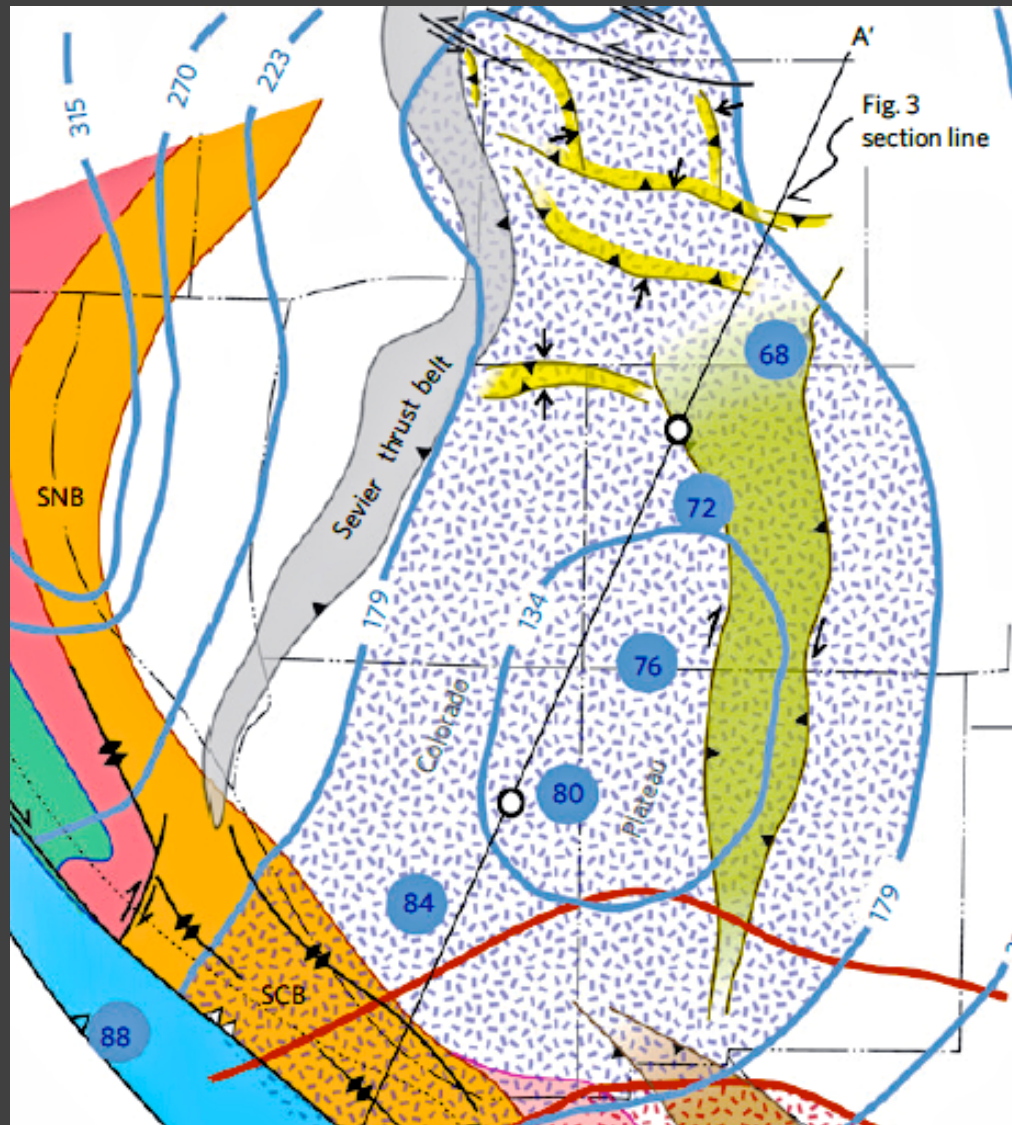 A'
315
270
223
Fig. 3
section line
68
Sevier thrust belt
SNB
72
179
134
76
Colorado
Plateau
80
84
179
SCB
88